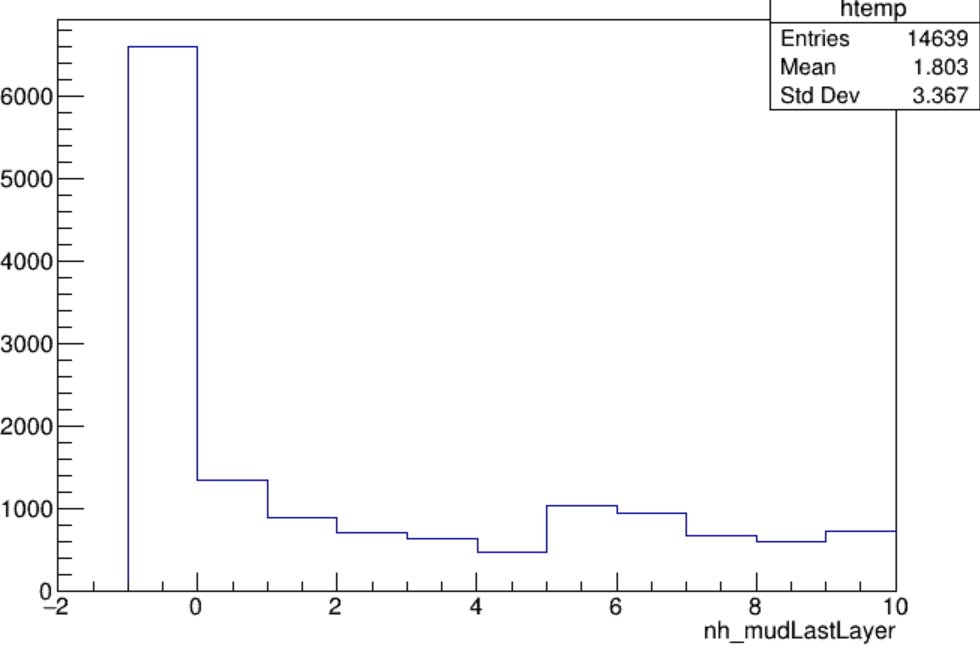 htemp
Entries 14639
Mean 1.803
Std Dev 3.367
6000
5000
4000
3000
2000
1000
0
−2 0 2 4 6 8 10
nh_mudLastLayer